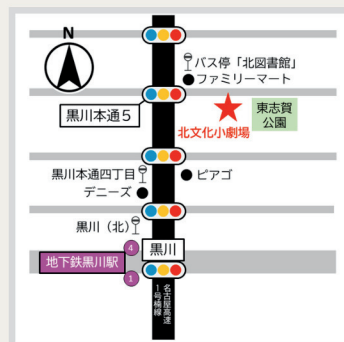 N
バス停「北図書館」
ファミリーマート
黒川本通5
東志賀
公園
北文化小劇場
黒川本通四丁目
ピアゴ
デニーズ
黒川（北）
4
黒川
地下鉄黒川駅
1
名古屋高速
1号楠線